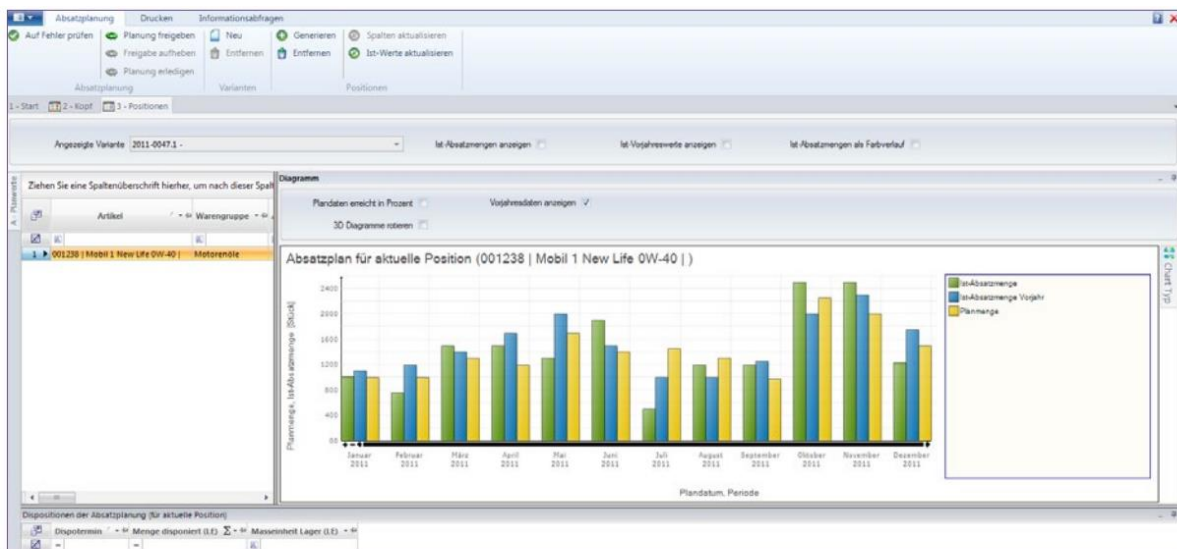 Absatzplanung Drucken Informationsabfragen
Auf Fehler prüfen Planung freigeben Neu Generieren Spalten aktualisieren
Freigabe aufheben Entfernen Entfernen Ist-Werte aktualisieren
Planung erledigen
Absatzplanung Varianten Positionen
1 - Start 2 - Kopf 3 - Positionen
Angezeigte Variante 2011-0047.1 - Ist-Absatzmengen anzeigen Ist-Vorjahreswerte anzeigen Ist-Absatzmengen als Farbverlauf
A - Planwerte
Ziehen Sie eine Spaltenüberschrift hierher, um nach dieser Spalt
Artikel Warengruppe
1 001238 | Mobil 1 New Life 0W-40 | Motorenöle
Diagramm
Plandaten erreicht in Prozent Vorjahresdaten anzeigen
3D Diagramme rotieren
Absatzplan für aktuelle Position (001238 | Mobil 1 New Life 0W-40 | )
Planmenge, Ist-Absatzmenge [Stück]
2400
2000
1600
1200
800
400
00
Januar 2011
Februar 2011
März 2011
April 2011
Mai 2011
Juni 2011
Juli 2011
August 2011
September 2011
Oktober 2011
November 2011
Dezember 2011
Plandatum, Periode
Ist-Absatzmenge
Ist-Absatzmenge Vorjahr
Planmenge
Chart Typ
Dispositionen der Absatzplanung (für aktuelle Position)
Dispotermin Menge disponiert (LE) Σ Masseinheit Lager (LE)
= =